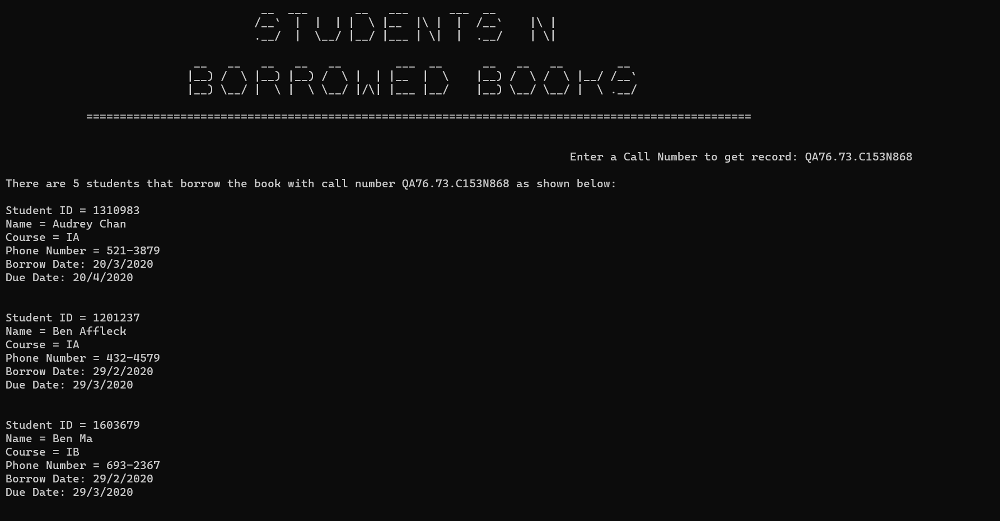 STUDENTS N
BORROWED BOOKS
===================================================================================================
Enter a Call Number to get record: QA76.73.C153N868
There are 5 students that borrow the book with call number QA76.73.C153N868 as shown below:
Student ID = 1310983
Name = Audrey Chan
Course = IA
Phone Number = 521-3879
Borrow Date: 20/3/2020
Due Date: 20/4/2020
Student ID = 1201237
Name = Ben Affleck
Course = IA
Phone Number = 432-4579
Borrow Date: 29/2/2020
Due Date: 29/3/2020
Student ID = 1603679
Name = Ben Ma
Course = IB
Phone Number = 693-2367
Borrow Date: 29/2/2020
Due Date: 29/3/2020